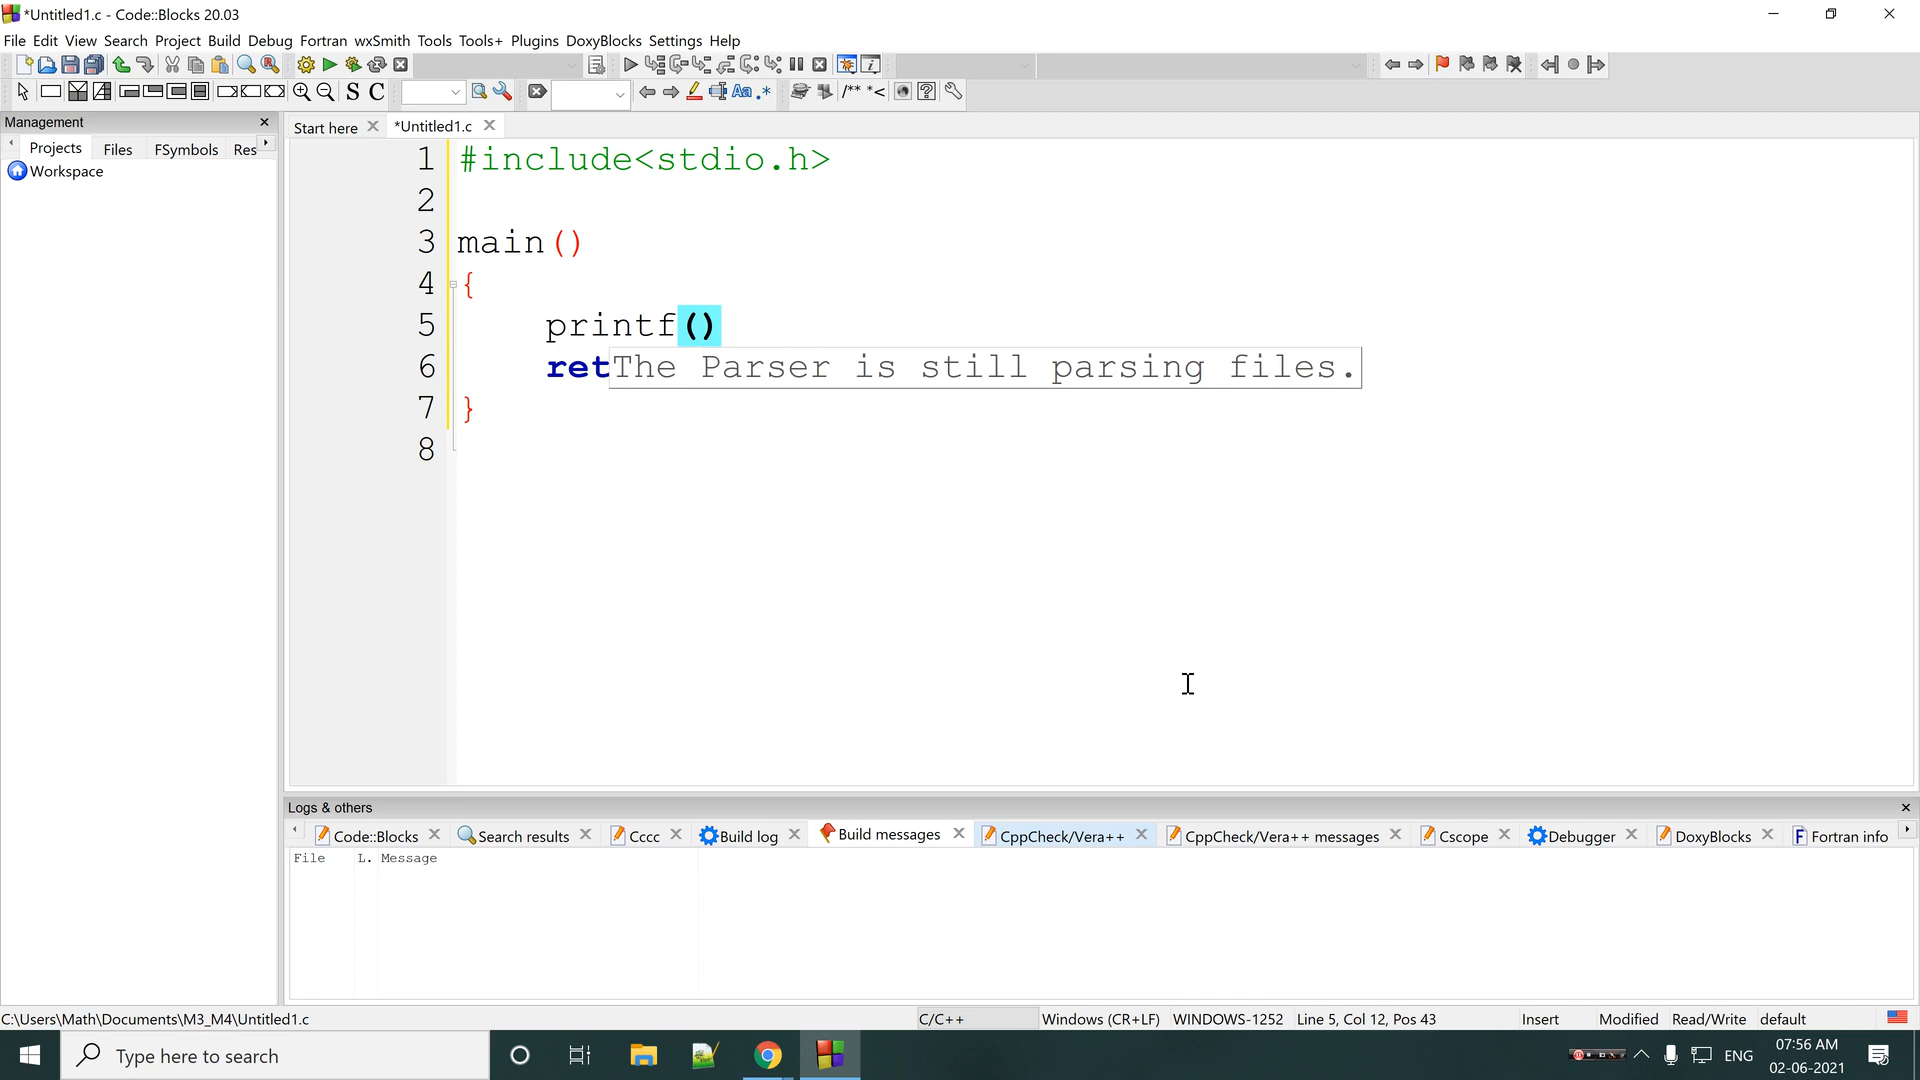 *Untitled1.c - Code::Blocks 20.03
File Edit View Search Project Build Debug Fortran wxSmith Tools Tools+ Plugins DoxyBlocks Settings Help
S C Aa .* /** *<
Management
Start here *Untitled1.c
Projects Files FSymbols Res
Workspace
1 #include<stdio.h>
2
3 main()
4 {
5 printf()
6 ret The Parser is still parsing files.
7 }
8
Logs & others
Code::Blocks Search results Cccc Build log Build messages CppCheck/Vera++ CppCheck/Vera++ messages Cscope Debugger DoxyBlocks Fortran info
File L. Message
C:\Users\Math\Documents\M3_M4\Untitled1.c C/C++ Windows (CR+LF) WINDOWS-1252 Line 5, Col 12, Pos 43 Insert Modified Read/Write default
Type here to search ENG 07:56 AM
02-06-2021